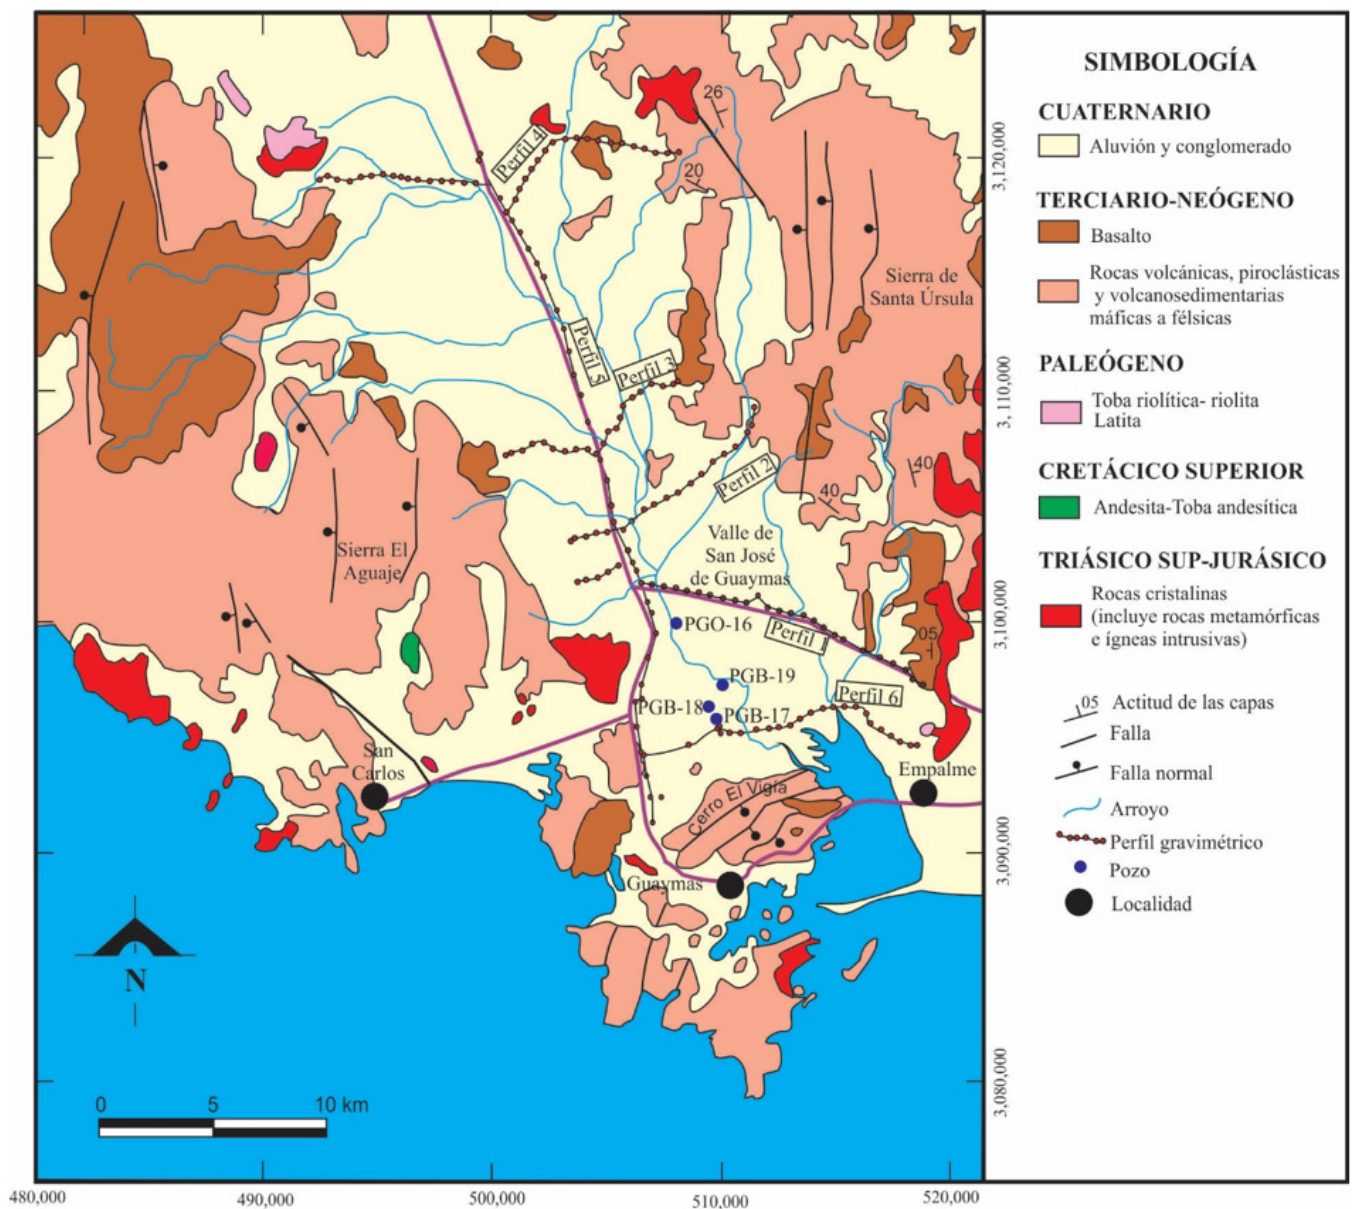 SIMBOLOGÍA
CUATERNARIO
Aluvión y conglomerado
TERCIARIO-NEÓGENO
Basalto
Rocas volcánicas, piroclásticas
y volcanosedimentarias
máficas a félsicas
PALEÓGENO
Toba riolítica- riolita
Latita
CRETÁCICO SUPERIOR
Andesita-Toba andesítica
TRIÁSICO SUP-JURÁSICO
Rocas cristalinas
(incluye rocas metamórficas
e ígneas intrusivas)
05
Actitud de las capas
Falla
Falla normal
Arroyo
Perfil gravimétrico
Pozo
Localidad
26
Perfil 4
20
Sierra de
Santa Úrsula
Perfil 5
Perfil 3
Perfil 2
40
40
Sierra El
Aguaje
Valle de
San José
de Guaymas
PGO-16
Perfil 1
05
PGB-19
Perfil 6
PGB-18
PGB-17
San
Carlos
Empalme
Cerro El Vigía
Guaymas
N
0 5 10 km
3,120,000
3,110,000
3,100,000
3,090,000
3,080,000
480,000 490,000 500,000 510,000 520,000